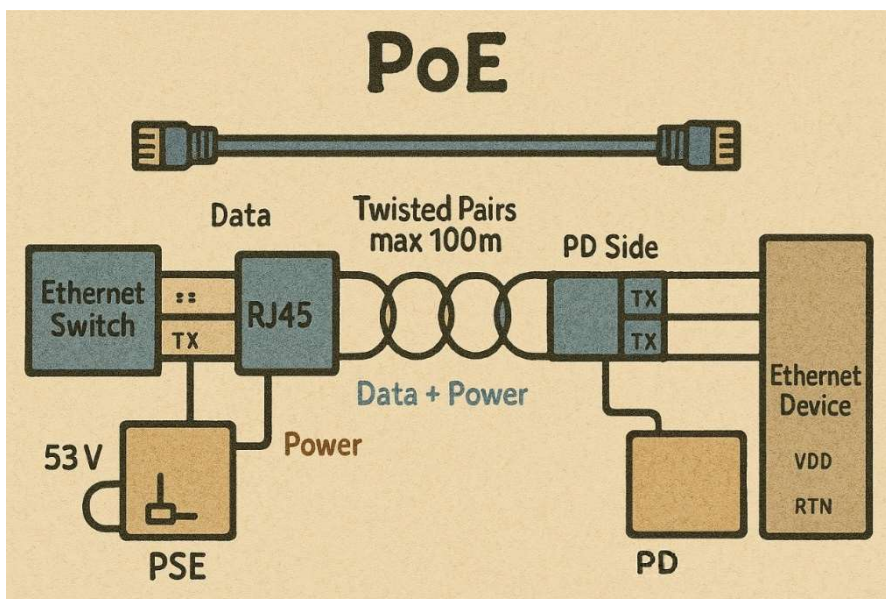 PoE
Data
Twisted Pairs
max 100m
PD Side
Ethernet
Switch
::
TX
RJ45
TX
TX
Ethernet
Device
VDD
RTN
Data + Power
Power
53 V
PSE
PD